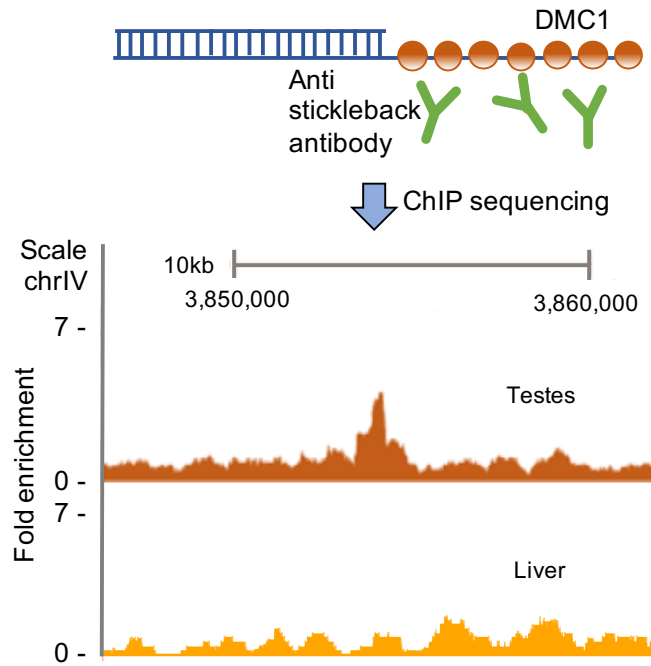 DMC1
Anti
stickleback
antibody
ChIP sequencing
Scale
chrIV
10kb
3,850,000
3,860,000
7 -
Testes
Fold enrichment
0 -
7 -
Liver
0 -